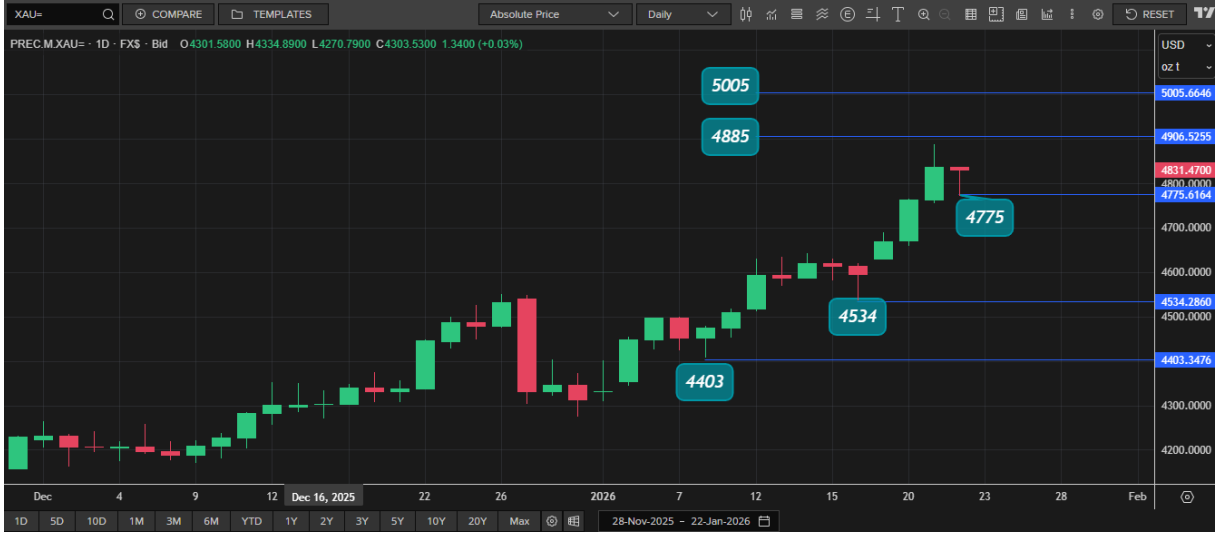 XAU= COMPARE TEMPLATES Absolute Price Daily E T RESET
PREC.M.XAU= · 1D · FX$ · Bid O4301.5800 H4334.8900 L4270.7900 C4303.5300 1.3400 (+0.03%)
USD
oz t
5005
5005.6646
4885
4906.5255
4831.4700
4800.0000
4775.6164
4775
4700.0000
4600.0000
4534.2860
4534
4500.0000
4403.3476
4403
4300.0000
4200.0000
Dec 4 9 12 Dec 16, 2025 22 26 2026 7 12 15 20 23 28 Feb
1D 5D 10D 1M 3M 6M YTD 1Y 2Y 3Y 5Y 10Y 20Y Max 28-Nov-2025 - 22-Jan-2026